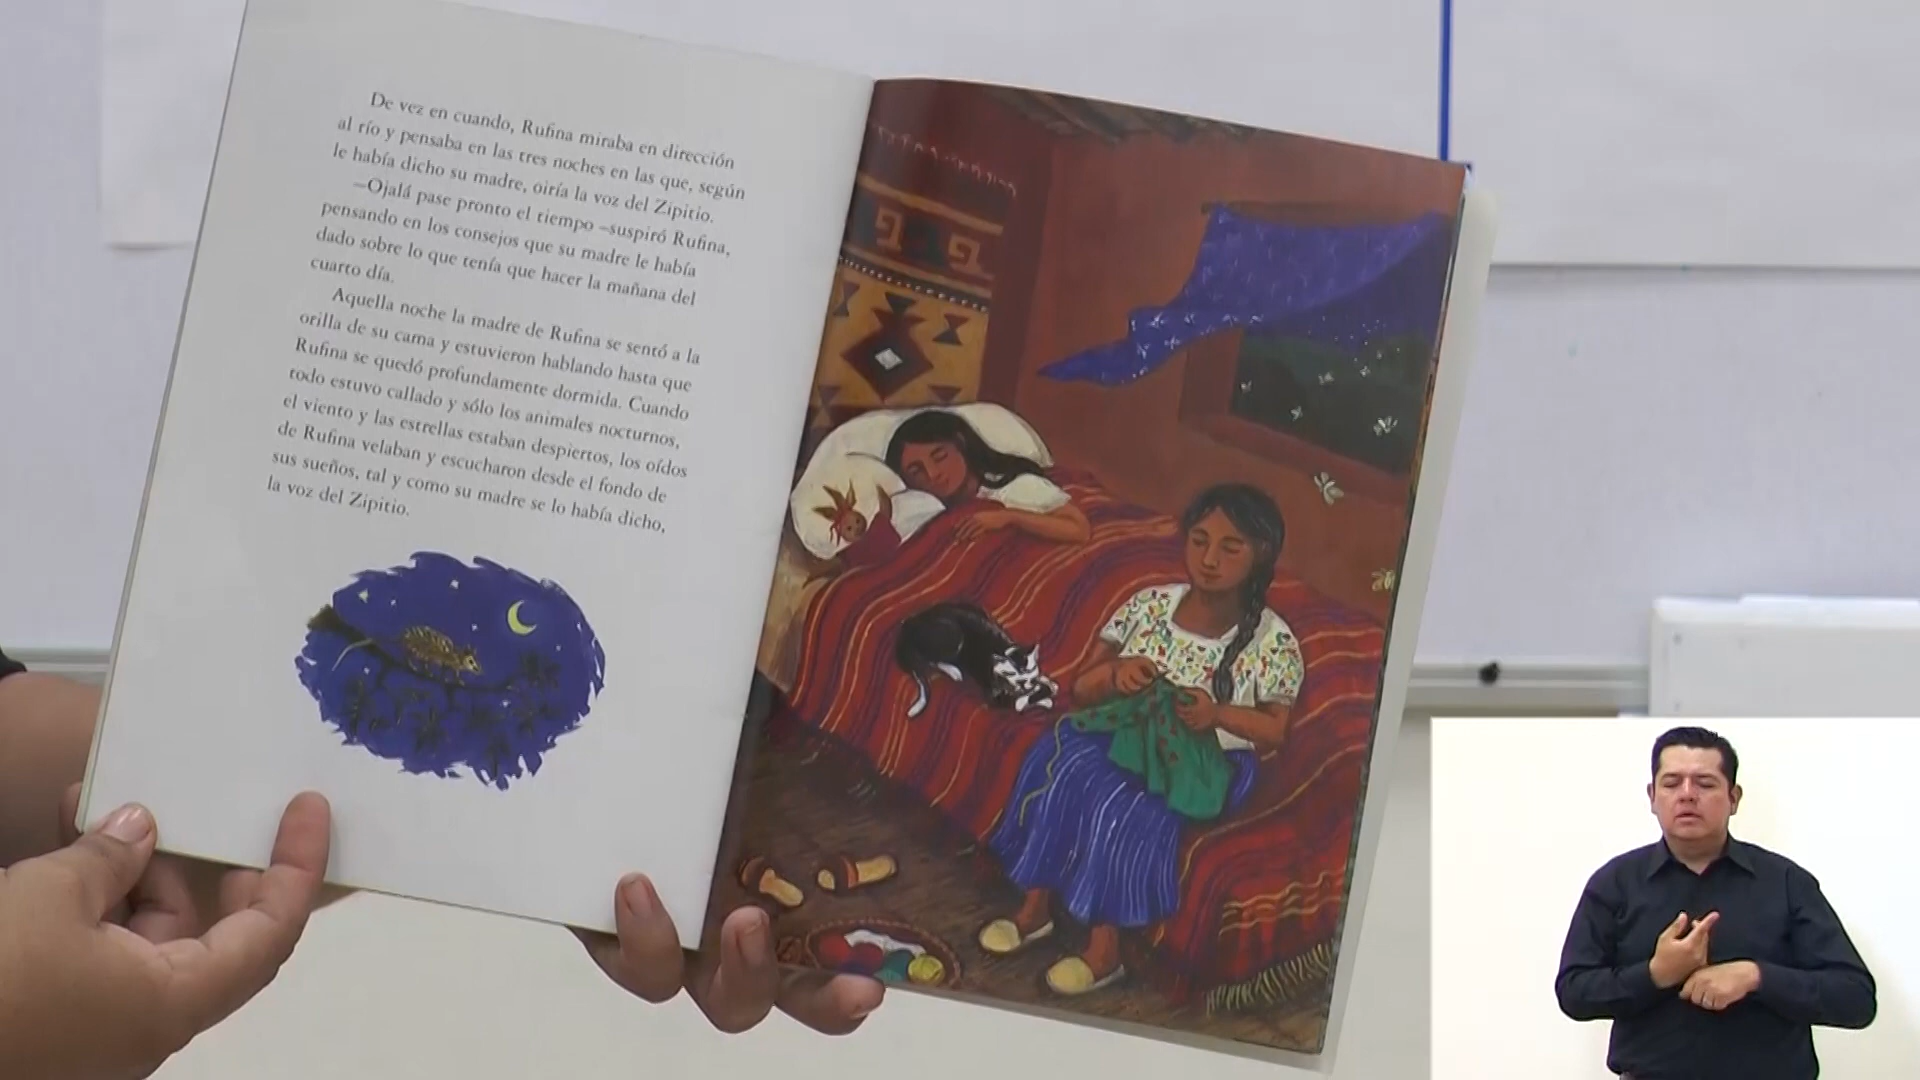 De vez en cuando, Rufina miraba en dirección
al río y pensaba en las tres noches en las que, según
le había dicho su madre, oiría la voz del Zipitio.
—Ojalá pase pronto el tiempo —suspiró Rufina,
pensando en los consejos que su madre le había
dado sobre lo que tenía que hacer la mañana del
cuarto día.
Aquella noche la madre de Rufina se sentó a la
orilla de su cama y estuvieron hablando hasta que
Rufina se quedó profundamente dormida. Cuando
todo estuvo callado y sólo los animales nocturnos,
el viento y las estrellas estaban despiertos, los oídos
de Rufina velaban y escucharon desde el fondo de
sus sueños, tal y como su madre se lo había dicho,
la voz del Zipitio.